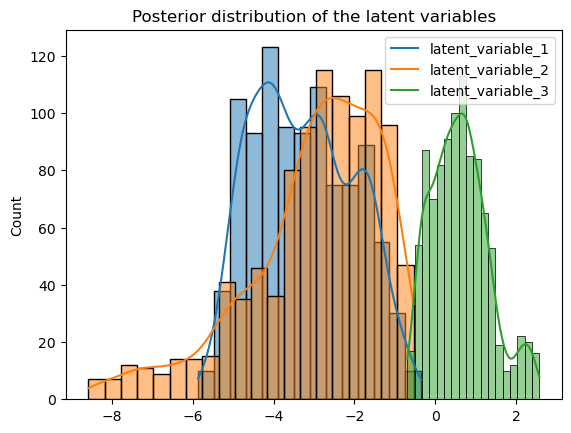 Posterior distribution of the latent variables
latent_variable_1
latent_variable_2
latent_variable_3
120
100
80
60
40
20
0
Count
−8
−6
−4
−2
0
2